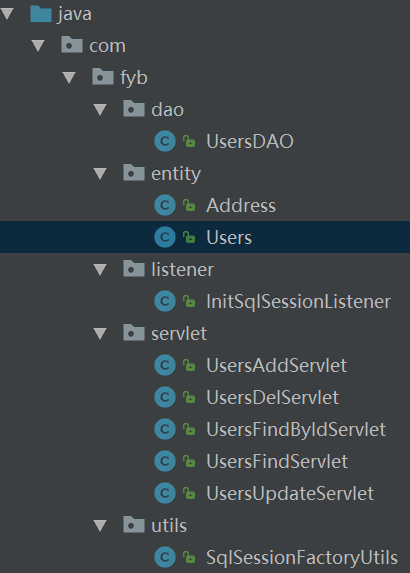 java
com
fyb
dao
C UsersDAO
entity
C Address
C Users
listener
C InitSqlSessionListener
servlet
C UsersAddServlet
C UsersDelServlet
C UsersFindByIdServlet
C UsersFindServlet
C UsersUpdateServlet
utils
C SqlSessionFactoryUtils